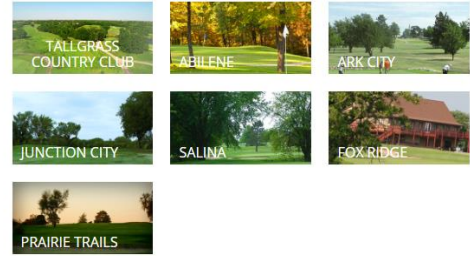 TALLGRASS
COUNTRY CLUB
ABILENE
ARK CITY
JUNCTION CITY
SALINA
FOX RIDGE
PRAIRIE TRAILS